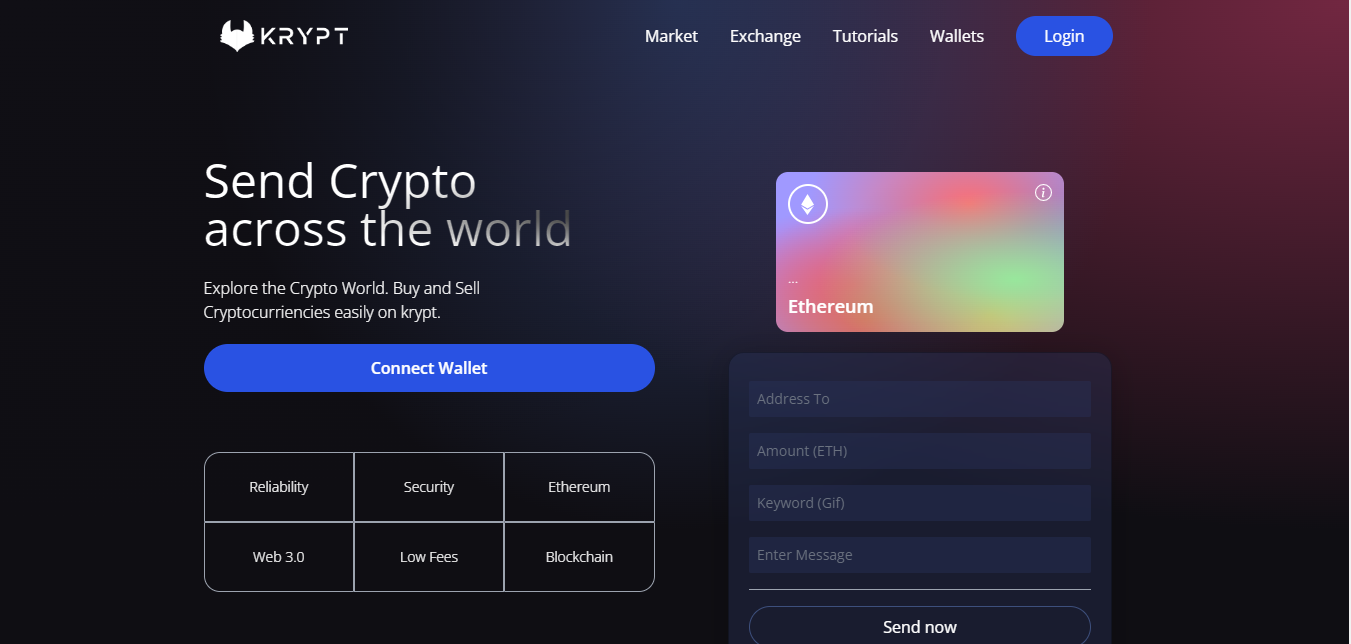 KRYPT
Market
Exchange
Tutorials
Wallets
Login
Send Crypto
across the world
Explore the Crypto World. Buy and Sell
Cryptocurriencies easily on krypt.
Connect Wallet
Reliability
Security
Ethereum
Web 3.0
Low Fees
Blockchain
i
...
Ethereum
Address To
Amount (ETH)
Keyword (Gif)
Enter Message
Send now